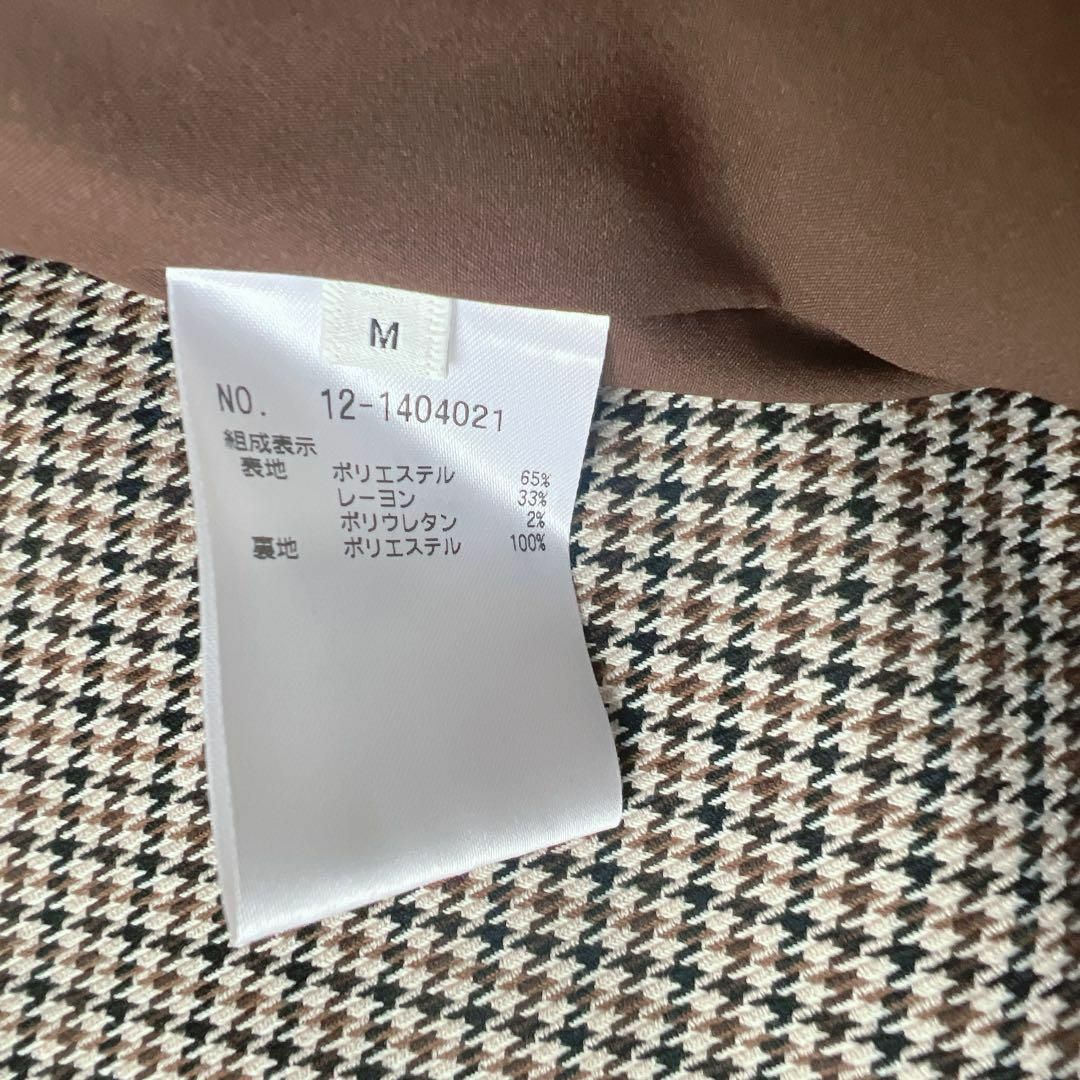 M
NO. 12-1404021
組成表示
表地 ポリエステル 65%
レーヨン 33%
ポリウレタン 2%
裏地 ポリエステル 100%